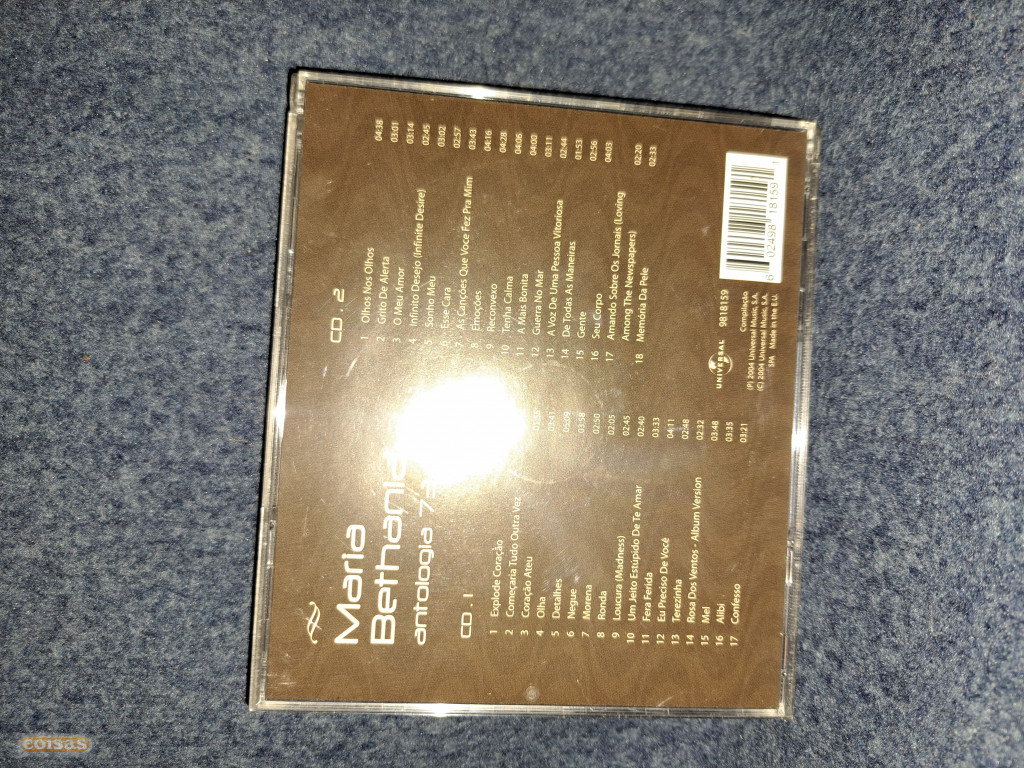 Maria
Bethania
antologia
CD . 1
1 Explode Coração
2 Começaria Tudo Outra Vez
3 Coração Ateu
4 Olha 03:41
5 Detalhes
6 Negue 03:58
7 Morena 02:50
8 Ronda 02:05
9 Loucura (Madness) 02:45
10 Um Jeito Estúpido De Te Amar 02:40
11 Fera Ferida 03:33
12 Eu Preciso De Você 04:11
13 Terezinha 02:48
14 Rosa Dos Ventos - Album Version 02:32
15 Mel 03:48
16 Alibi 03:35
17 Confesso 03:21
CD . 2
1 Olhos Nos Olhos 04:38
2 Grito De Alerta 03:01
3 O Meu Amor 03:14
4 Infinito Desejo (Infinite Desire) 02:45
5 Sonho Meu 03:02
6 Esse Cara 02:57
7 As Canções Que Voce Fez Pra Mim 03:43
8 Emoções 04:16
9 Reconvexo 04:28
10 Tenha Calma 04:06
11 A Mais Bonita 04:00
12 Guerra No Mar 03:11
13 A Voz De Uma Pessoa Vitoriosa 02:44
14 De Todas As Maneiras 01:53
15 Gente 02:56
16 Seu Corpo 04:03
17 Amando Sobre Os Jornais (Loving
Among The Newspapers) 02:20
18 Memória Da Pele 02:33
UNIVERSAL
9818159
Compilação
(P) 2004 Universal Music, S.A.
(C) 2004 Universal Music, S.A.
SPA Made in the E.U.
6 02498 18159 1
coisas